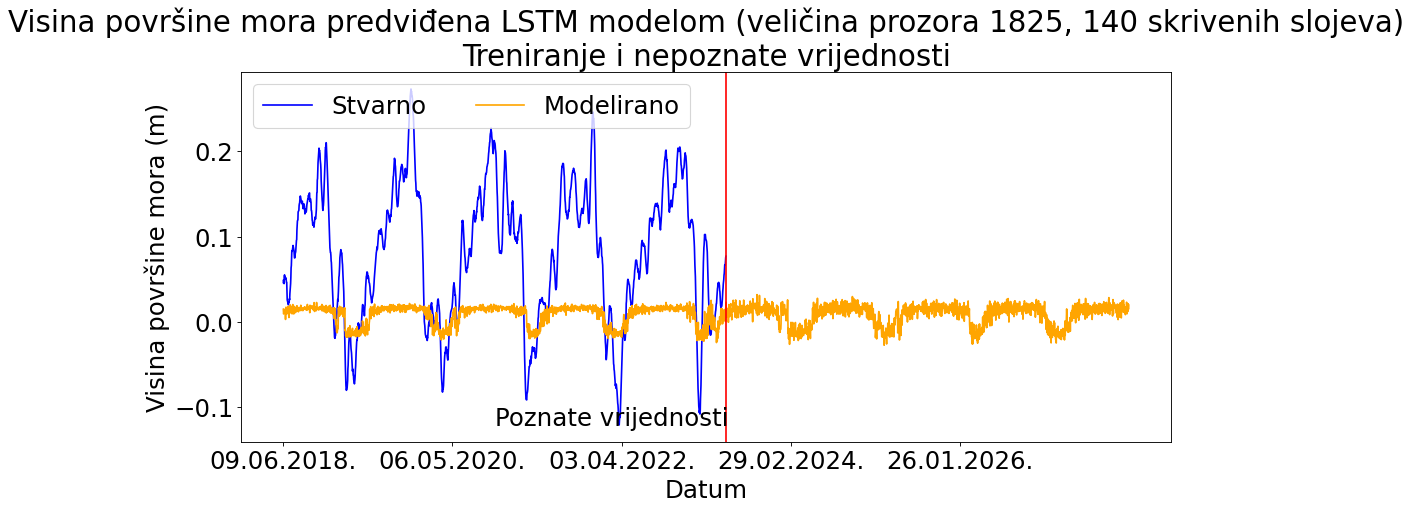 Visina površine mora predviđena LSTM modelom (veličina prozora 1825, 140 skrivenih slojeva)
Treniranje i nepoznate vrijednosti
Stvarno
Modelirano
Visina površine mora (m)
0.2
0.1
0.0
−0.1
Poznate vrijednosti
09.06.2018.
06.05.2020.
03.04.2022.
29.02.2024.
26.01.2026.
Datum